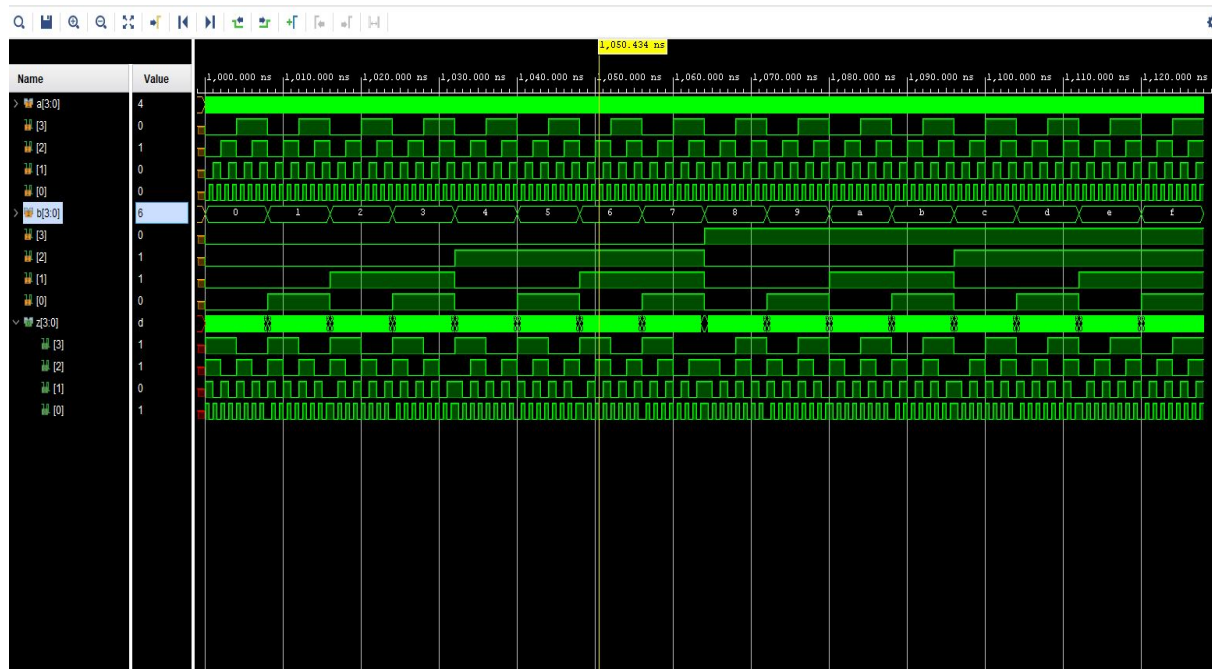 1,050.434 ns
Name Value 1,000.000 ns 1,010.000 ns 1,020.000 ns 1,030.000 ns 1,040.000 ns 1,050.000 ns 1,060.000 ns 1,070.000 ns 1,080.000 ns 1,090.000 ns 1,100.000 ns 1,110.000 ns 1,120.000 ns
a[3:0] 4
[3] 0
[2] 1
[1] 0
[0] 0
b[3:0] 6 0 1 2 3 4 5 6 7 8 9 a b c d e f
[3] 0
[2] 1
[1] 1
[0] 0
z[3:0] d
[3] 1
[2] 1
[1] 0
[0] 1